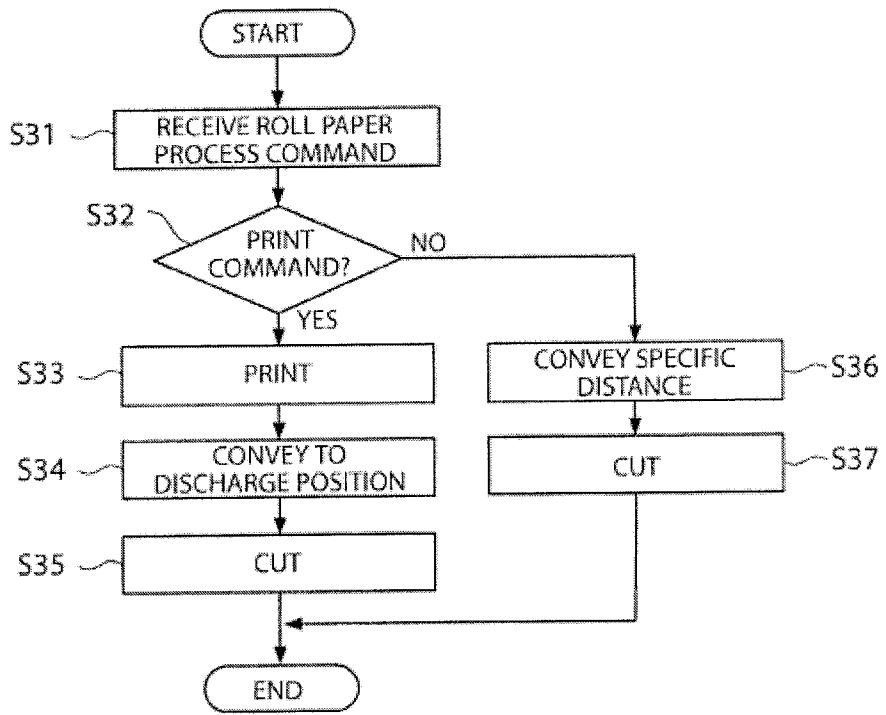 START
S31
RECEIVE ROLL PAPER
PROCESS COMMAND
S32
PRINT
COMMAND?
NO
YES
S33
PRINT
CONVEY SPECIFIC
DISTANCE
S36
S34
CONVEY TO
DISCHARGE POSITION
CUT
S37
S35
CUT
END